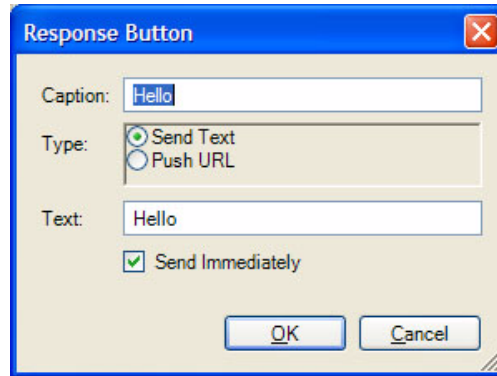 Response Button
Caption: Hello
Type: Send Text
Push URL
Text: Hello
Send Immediately
OK Cancel